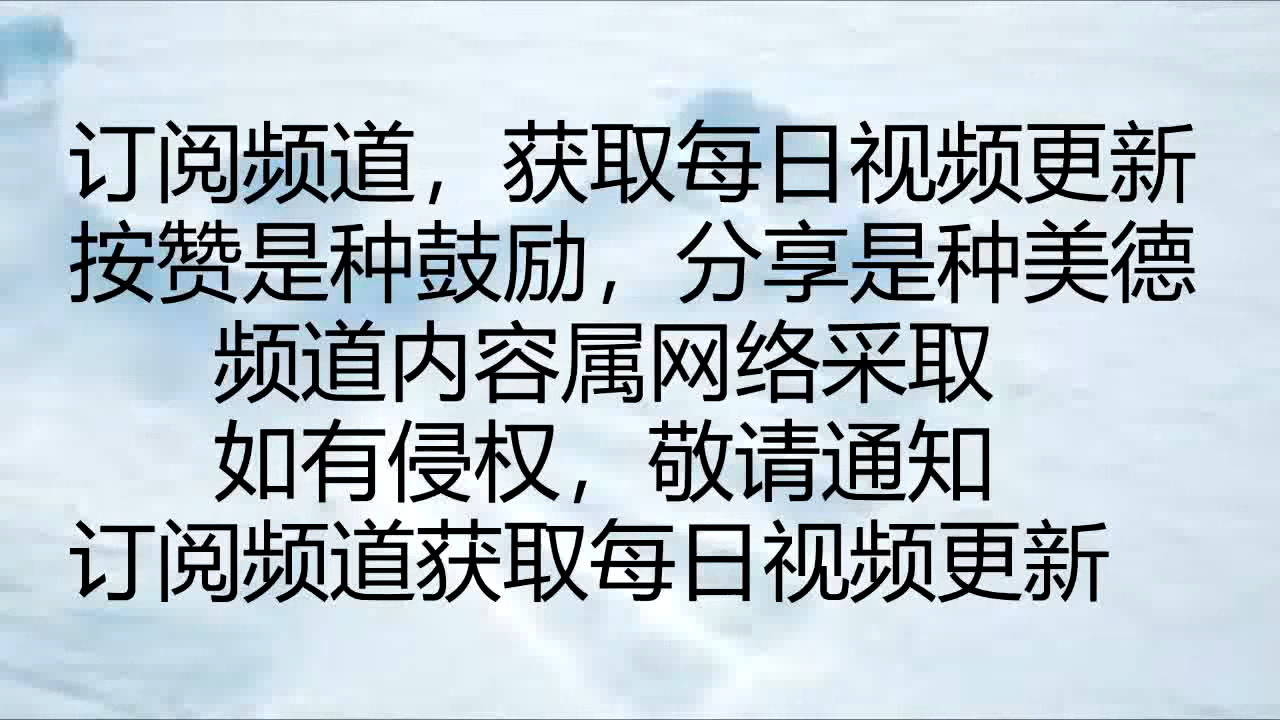 订阅频道，获取每日视频更新
按赞是种鼓励，分享是种美德
频道内容属网络采取
如有侵权，敬请通知
订阅频道获取每日视频更新